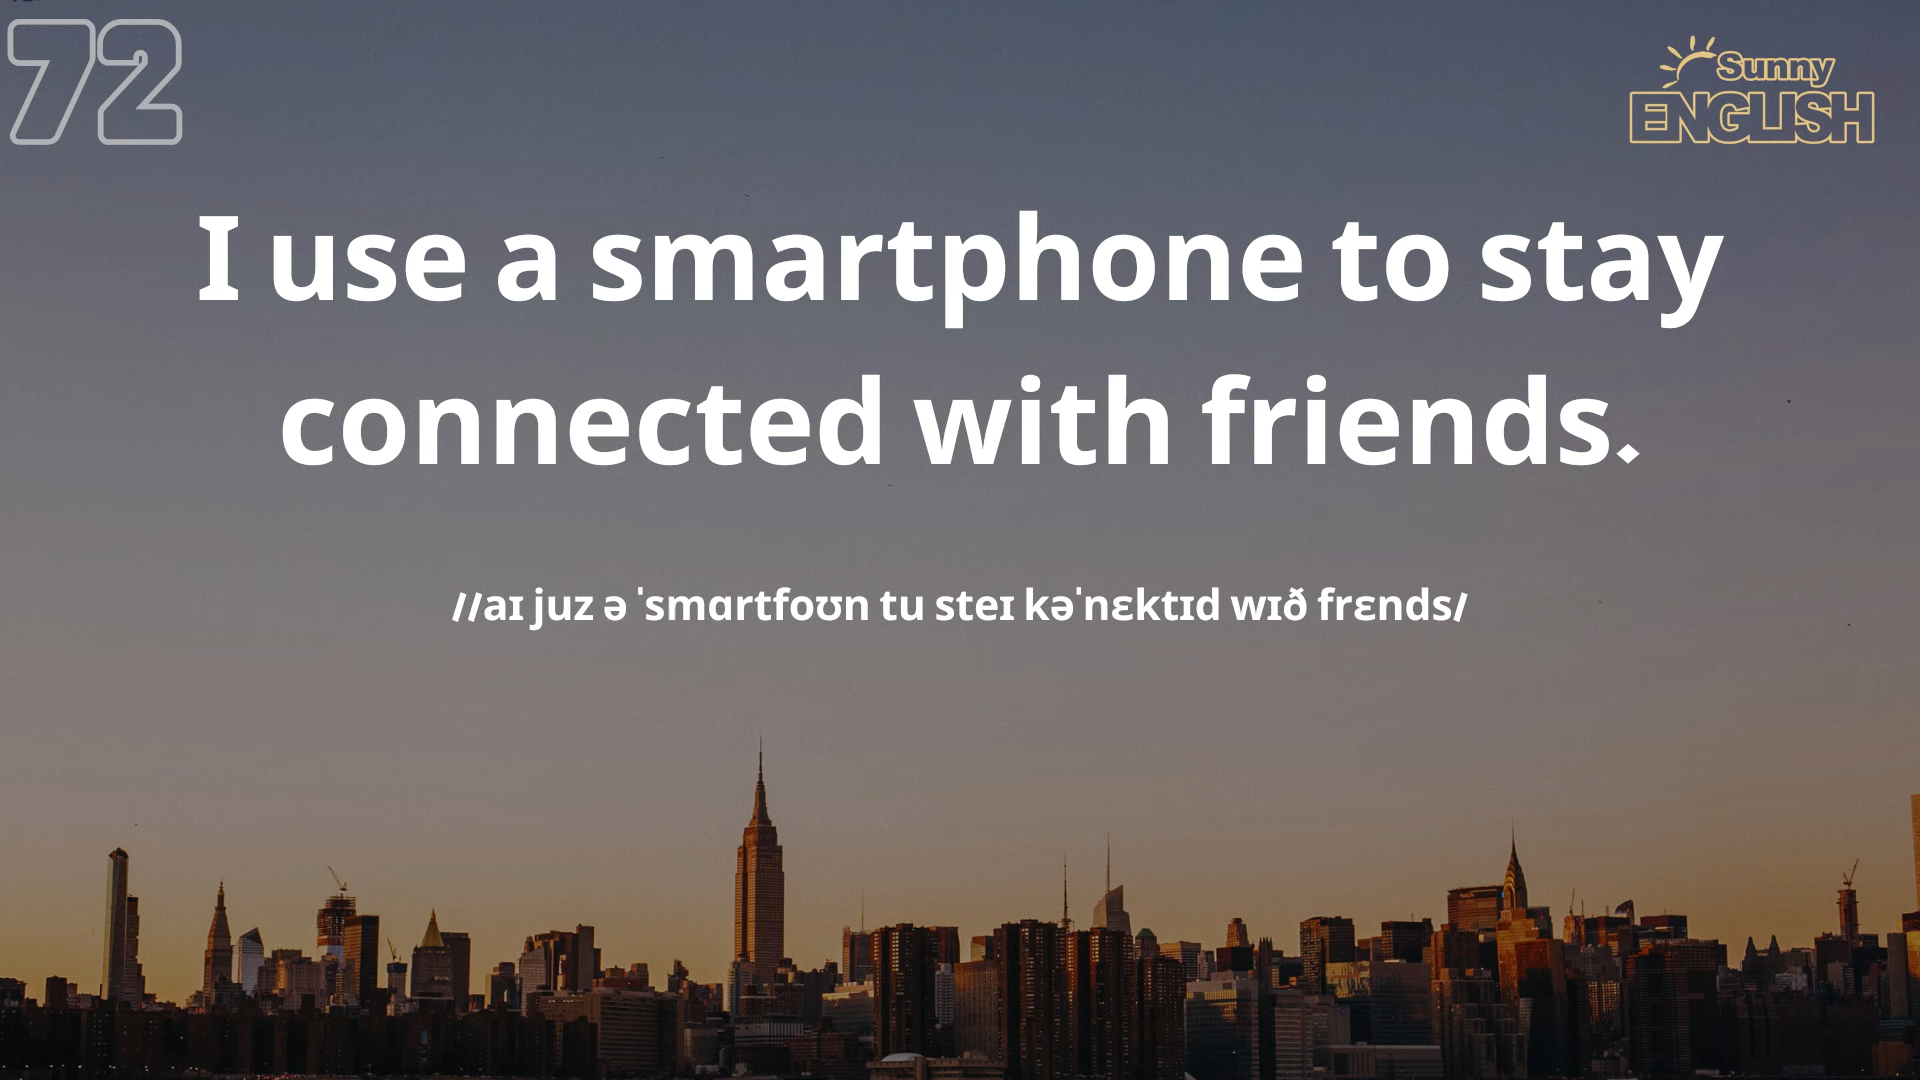 72
Sunny
ENGLISH
I use a smartphone to stay
connected with friends.
//aɪ juz ə ˈsmɑrtfoʊn tu steɪ kəˈnɛktɪd wɪð frɛnds/